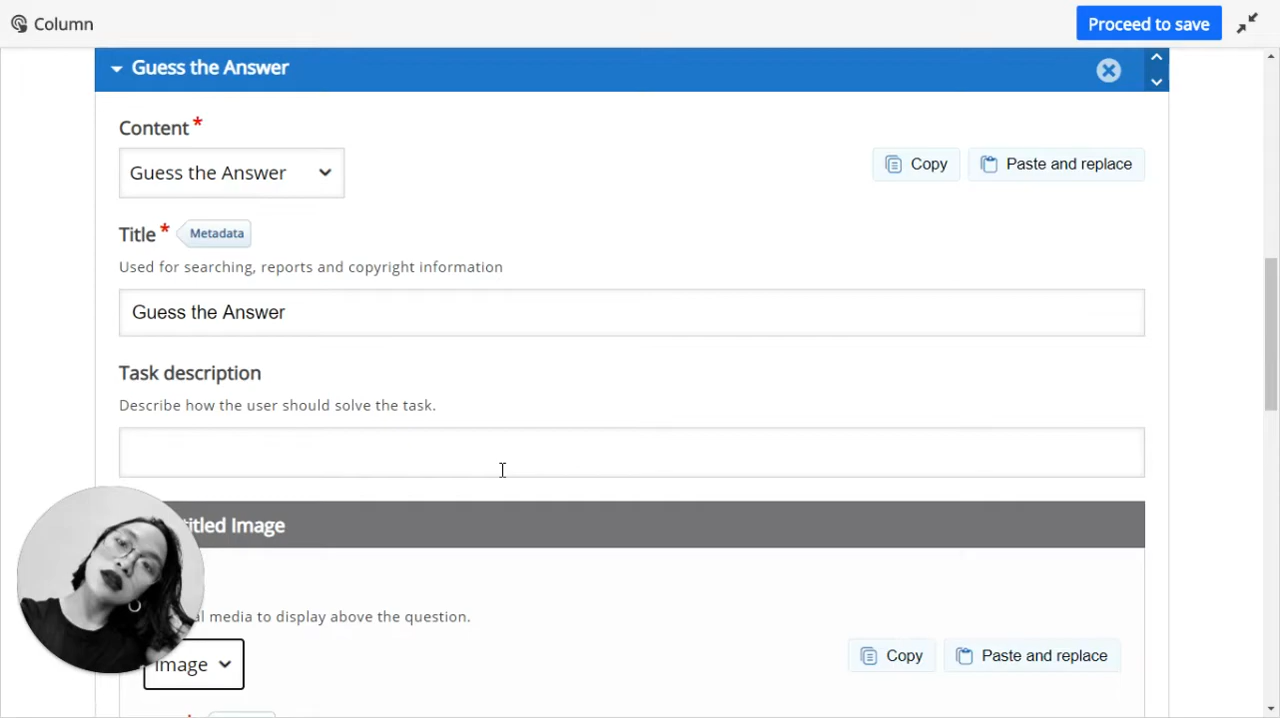 Column
Proceed to save
Guess the Answer
Content *
Guess the Answer
Copy
Paste and replace
Title * Metadata
Used for searching, reports and copyright information
Guess the Answer
Task description
Describe how the user should solve the task.
Image
media to display above the question.
Image
Copy
Paste and replace